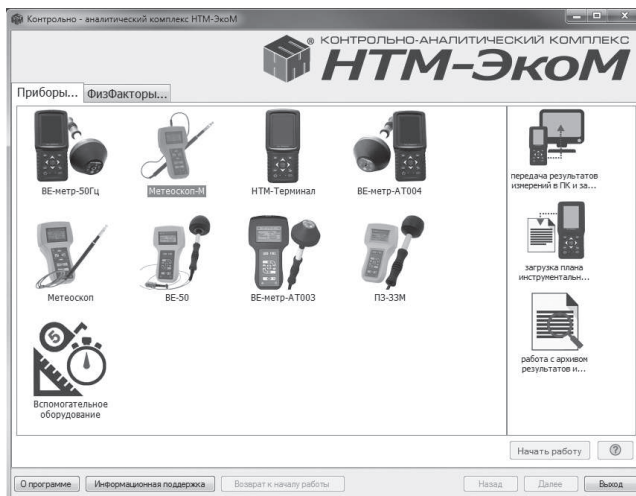 Контрольно - аналитический комплекс НТМ-ЭкоМ
® КОНТРОЛЬНО-АНАЛИТИЧЕСКИЙ КОМПЛЕКС
НТМ-ЭкоМ
Приборы... ФизФакторы...
ВЕ-метр-50Гц Метеоскоп-М НТМ-Терминал ВЕ-метр-АТ004
передача результатов
измерений в ПК и за...
Метеоскоп ВЕ-50 ВЕ-метр-АТ003 ПЗ-33М
загрузка плана
инструментальн...
Вспомогательное
оборудование
работа с архивом
результатов и...
Начать работу ?
О программе Информационная поддержка Возврат к началу работы Назад Далее Выход